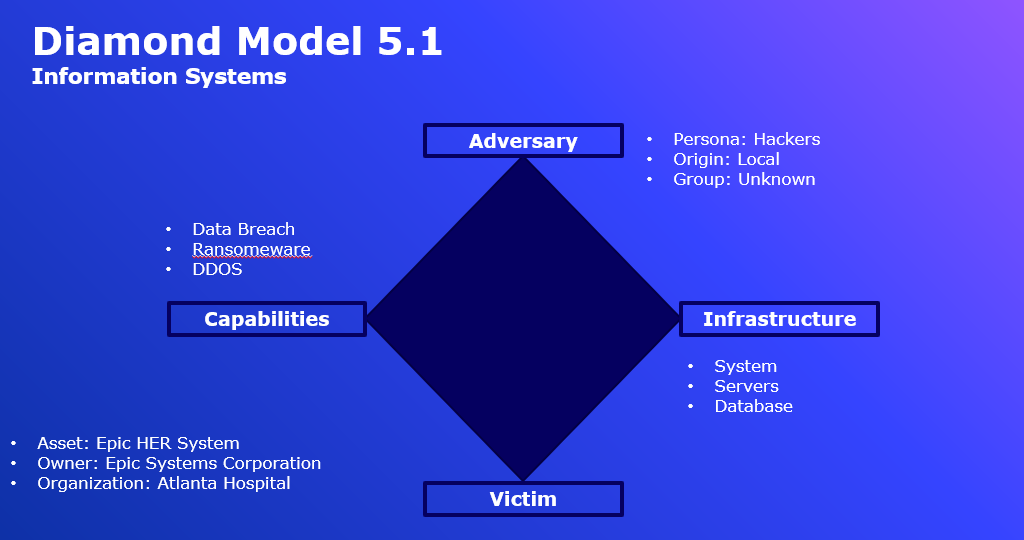 Diamond Model 5.1
Information Systems
Adversary
• Persona: Hackers
• Origin: Local
• Group: Unknown
• Data Breach
• Ransomeware
• DDOS
Capabilities
Infrastructure
• System
• Servers
• Database
• Asset: Epic HER System
• Owner: Epic Systems Corporation
• Organization: Atlanta Hospital
Victim